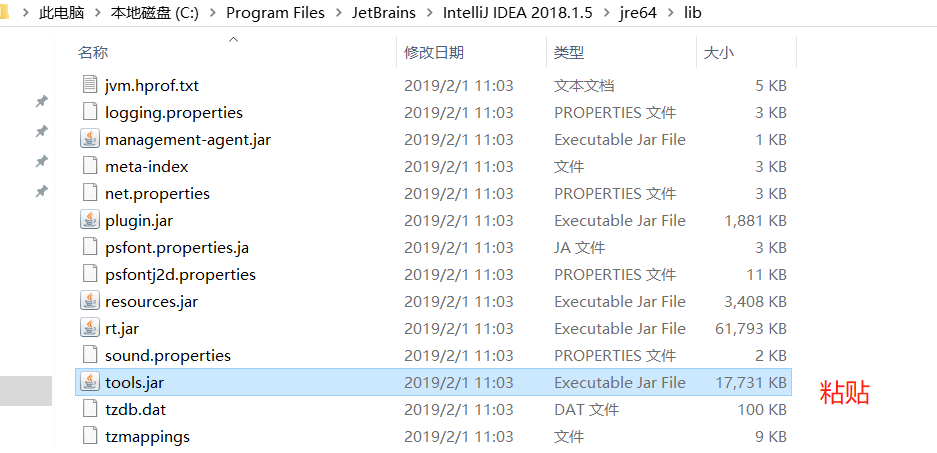 此电脑 > 本地磁盘 (C:) > Program Files > JetBrains > IntelliJ IDEA 2018.1.5 > jre64 > lib
名称 修改日期 类型 大小
jvm.hprof.txt 2019/2/1 11:03 文本文档 5 KB
logging.properties 2019/2/1 11:03 PROPERTIES 文件 3 KB
management-agent.jar 2019/2/1 11:03 Executable Jar File 1 KB
meta-index 2019/2/1 11:03 文件 3 KB
net.properties 2019/2/1 11:03 PROPERTIES 文件 3 KB
plugin.jar 2019/2/1 11:03 Executable Jar File 1,881 KB
psfont.properties.ja 2019/2/1 11:03 JA 文件 3 KB
psfontj2d.properties 2019/2/1 11:03 PROPERTIES 文件 11 KB
resources.jar 2019/2/1 11:03 Executable Jar File 3,408 KB
rt.jar 2019/2/1 11:03 Executable Jar File 61,793 KB
sound.properties 2019/2/1 11:03 PROPERTIES 文件 2 KB
tools.jar 2019/2/1 11:03 Executable Jar File 17,731 KB 粘贴
tzdb.dat 2019/2/1 11:03 DAT 文件 100 KB
tzmappings 2019/2/1 11:03 文件 9 KB